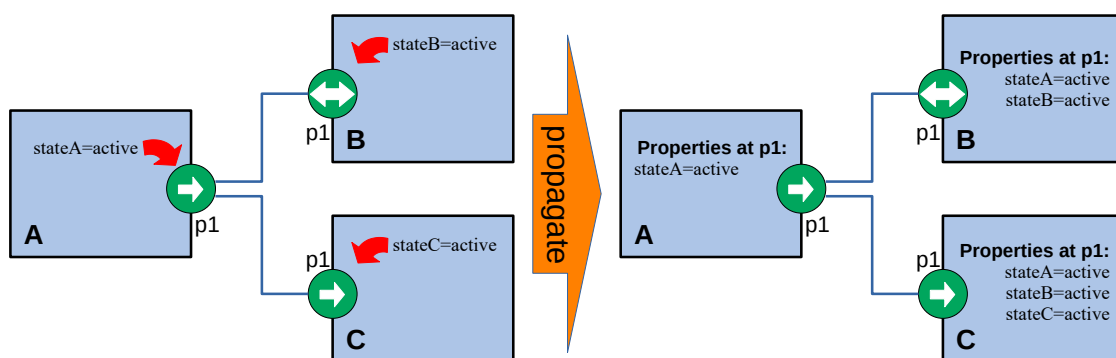 stateB=active
p1
B
stateA=active
p1
A
p1
stateC=active
C
propagate
Properties at p1:
stateA=active
stateB=active
p1
B
Properties at p1:
stateA=active
p1
A
p1
Properties at p1:
stateA=active
stateB=active
stateC=active
C